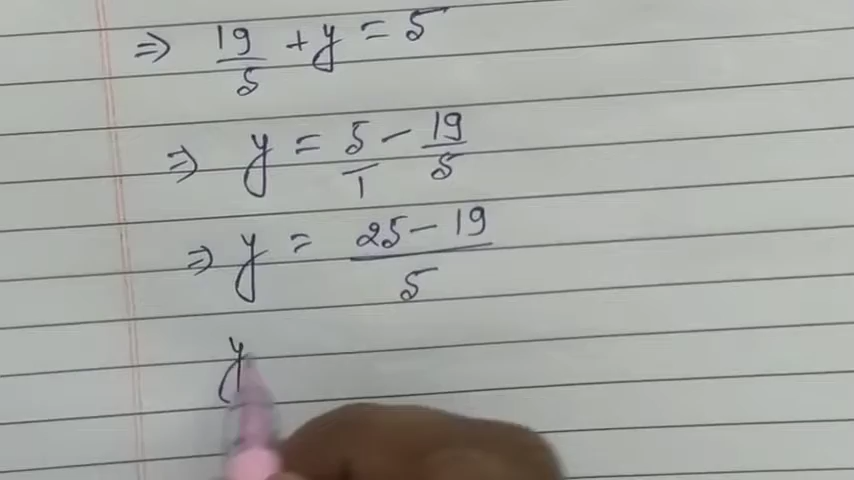 ⇒ 19/5 + y = 5
⇒ y = 5/1 - 19/5
⇒ y = 25 - 19/5
y